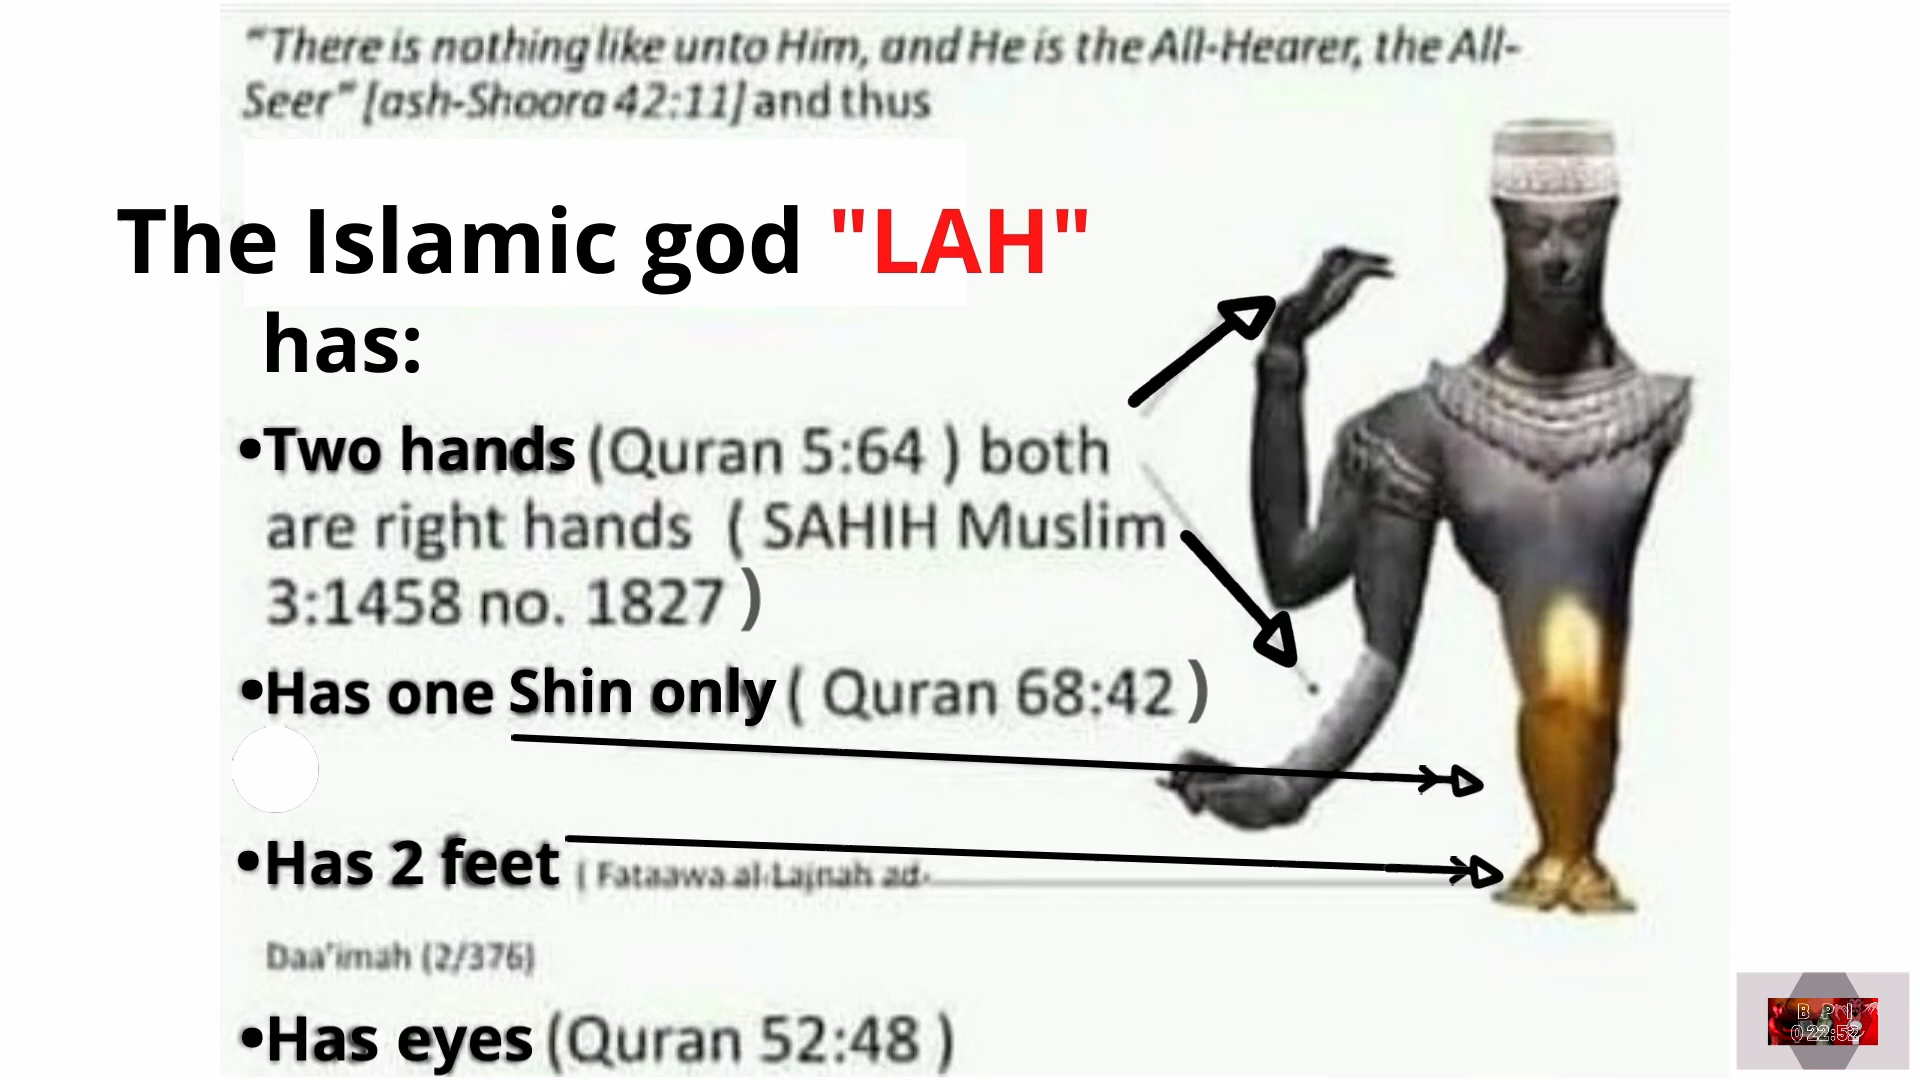 “There is nothing like unto Him, and He is the All-
Seer” [ash-Shoora 42:11] and thus
The Islamic god "LAH"
has:
•Two hands (Quran 5:64 ) both
are right hands ( SAHIH Muslim
3:1458 no. 1827 )
•Has one Shin only ( Quran 68:42 )
•Has 2 feet ( Fataawa al-Lajnah ad-
Daa'imah (2/376)
•Has eyes (Quran 52:48 )
B P I
0 22:52